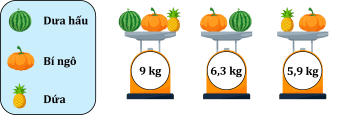 Dưa hấu
Bí ngô
Dứa
9 kg
6,3 kg
5,9 kg